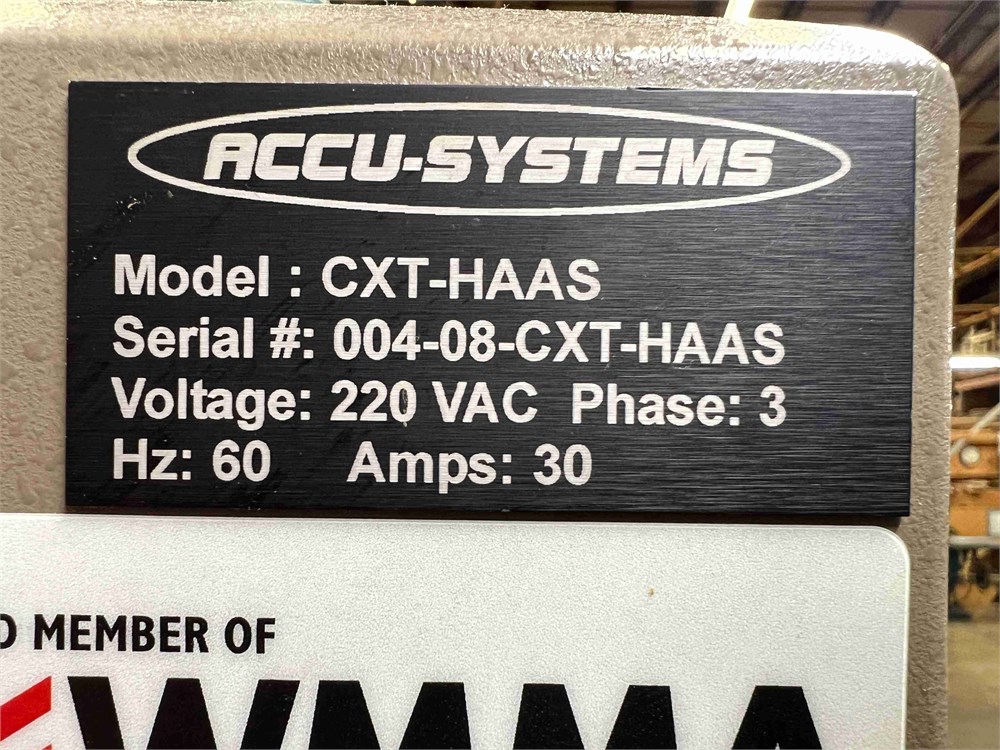 ACCU-SYSTEMS
Model : CXT-HAAS
Serial #: 004-08-CXT-HAAS
Voltage: 220 VAC Phase: 3
Hz: 60 Amps: 30
MEMBER OF
WMMA